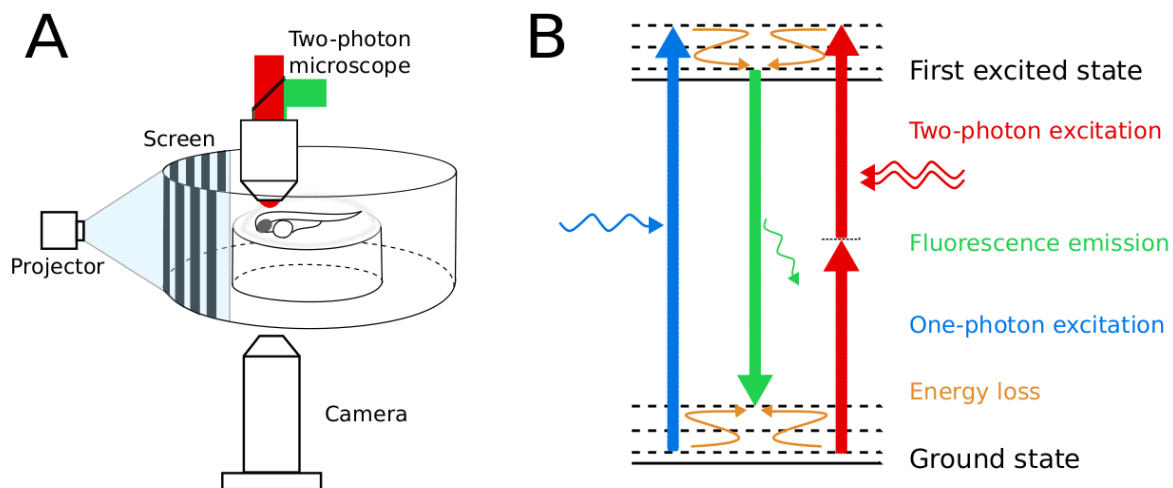 A
Two-photon
microscope
Screen
Projector
Camera
B
First excited state
Two-photon excitation
Fluorescence emission
One-photon excitation
Energy loss
Ground state